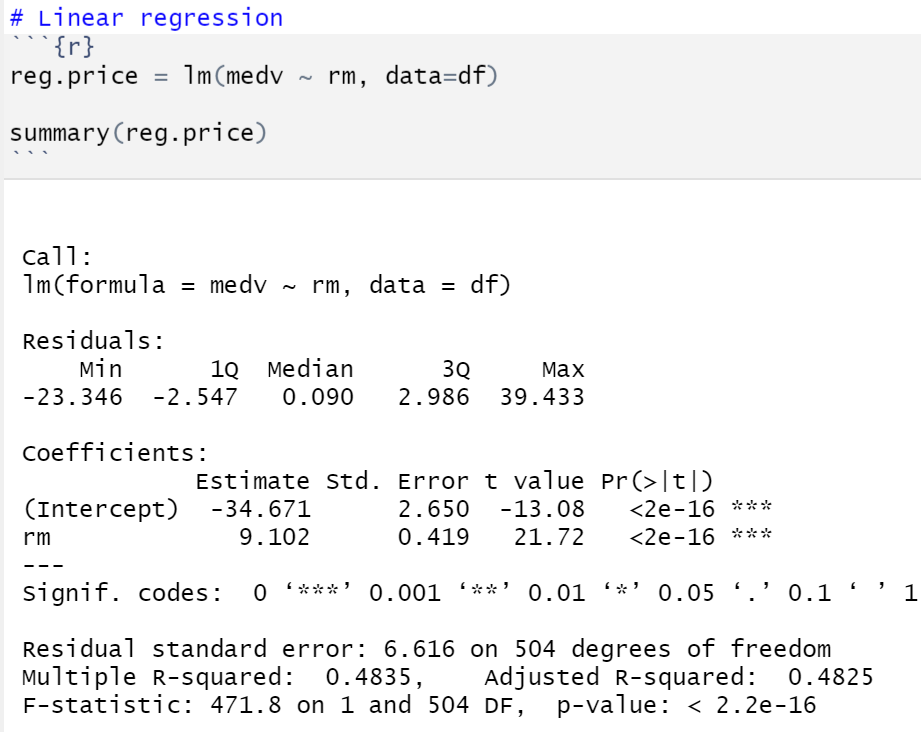 # Linear regression
```{r}
reg.price = lm(medv ~ rm, data=df)
summary(reg.price)
```
Call:
lm(formula = medv ~ rm, data = df)
Residuals:
    Min      1Q  Median      3Q     Max
-23.346  -2.547   0.090   2.986  39.433
Coefficients:
            Estimate Std. Error t value Pr(>|t|)
(Intercept)  -34.671      2.650  -13.08   <2e-16 ***
rm             9.102      0.419   21.72   <2e-16 ***
---
Signif. codes:  0 ‘***’ 0.001 ‘**’ 0.01 ‘*’ 0.05 ‘.’ 0.1 ‘ ’ 1
Residual standard error: 6.616 on 504 degrees of freedom
Multiple R-squared:  0.4835,    Adjusted R-squared:  0.4825
F-statistic: 471.8 on 1 and 504 DF,  p-value: < 2.2e-16